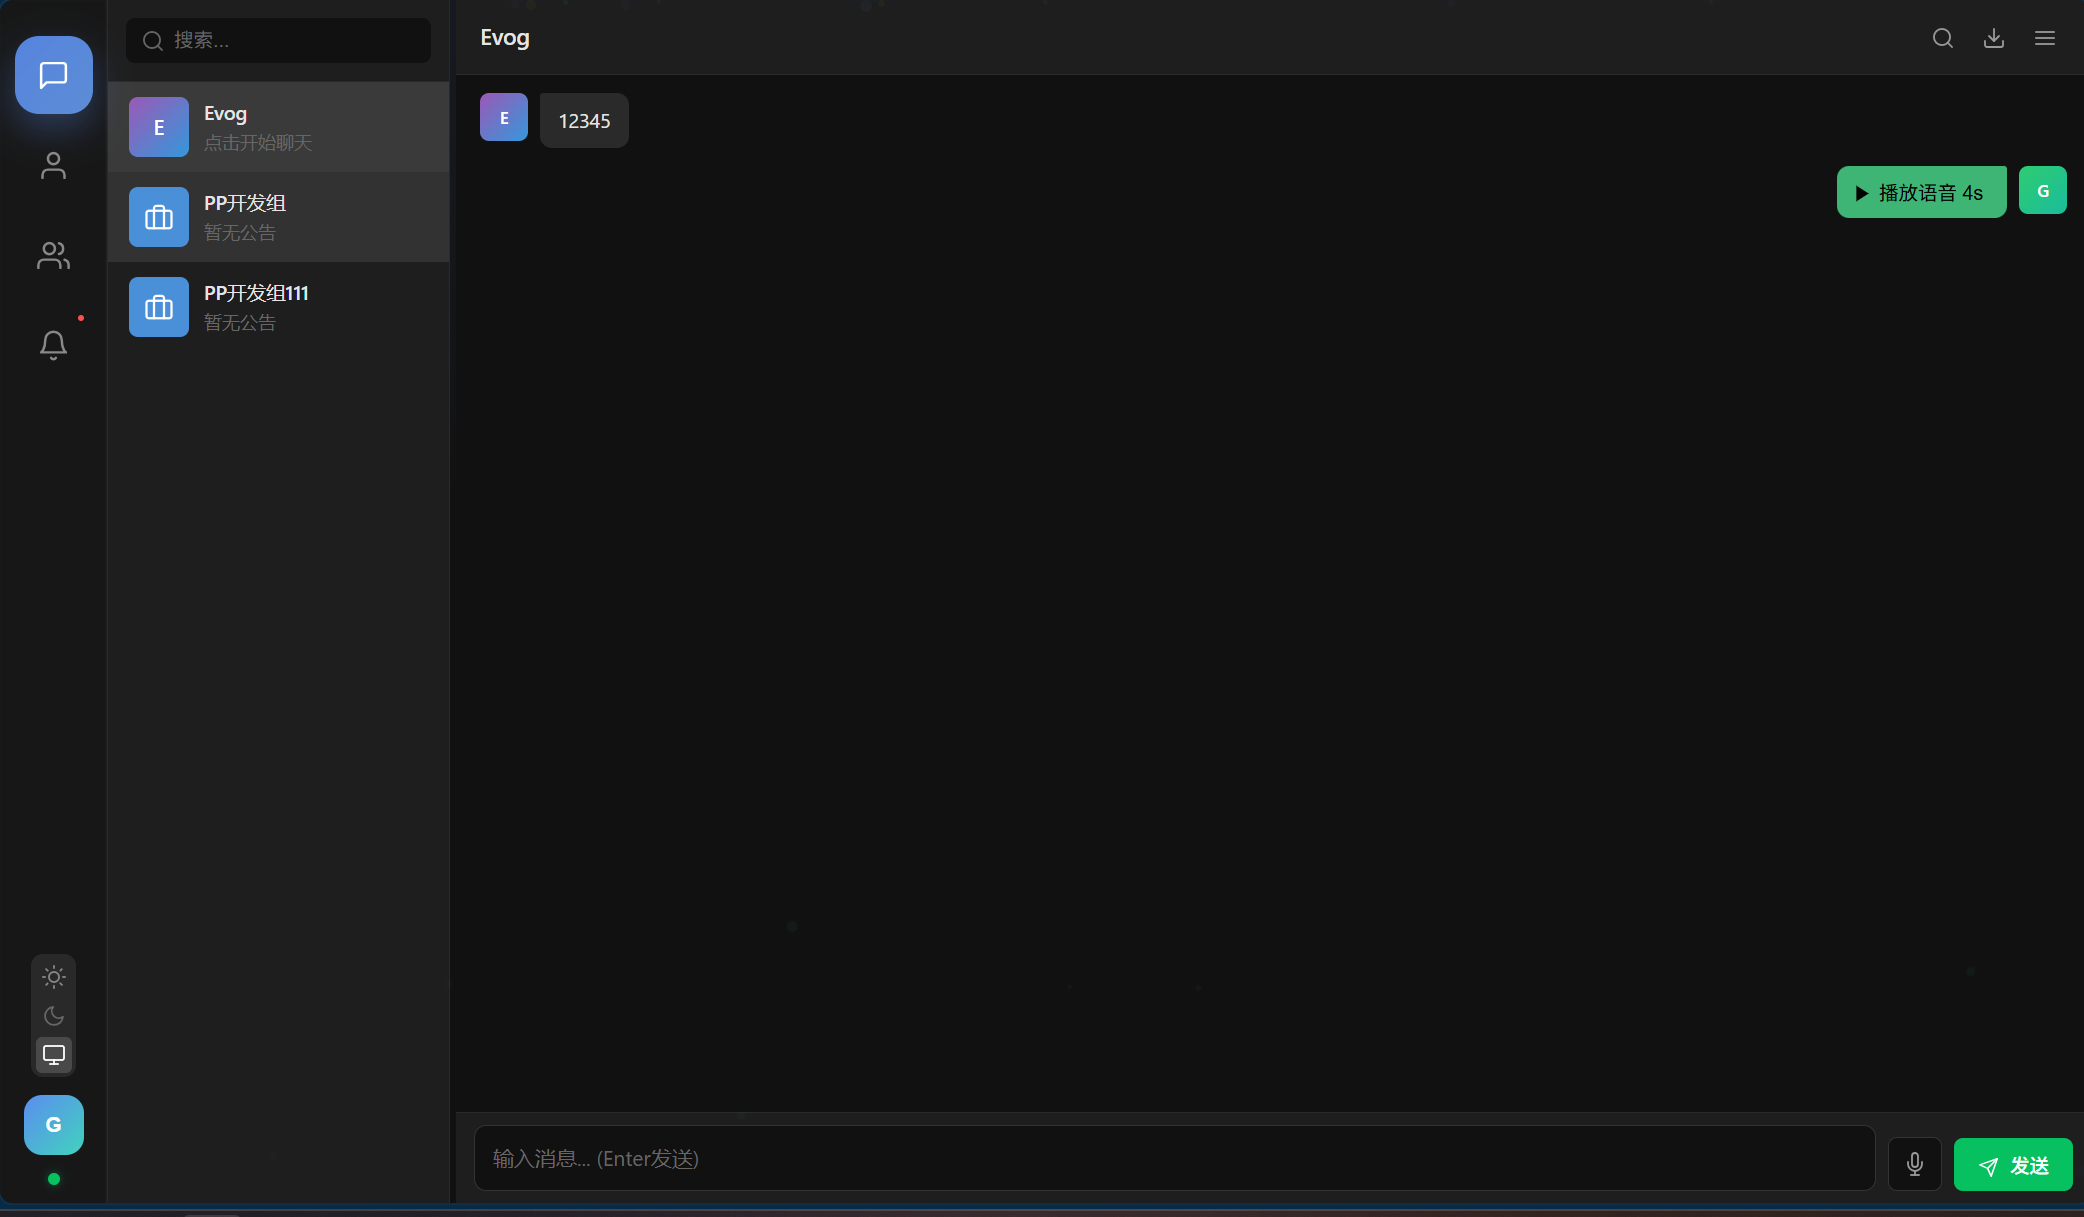 搜索...
E
Evog
点击开始聊天
PP开发组
暂无公告
PP开发组111
暂无公告
G
Evog
E
12345
播放语音 4s
G
输入消息... (Enter发送)
发送